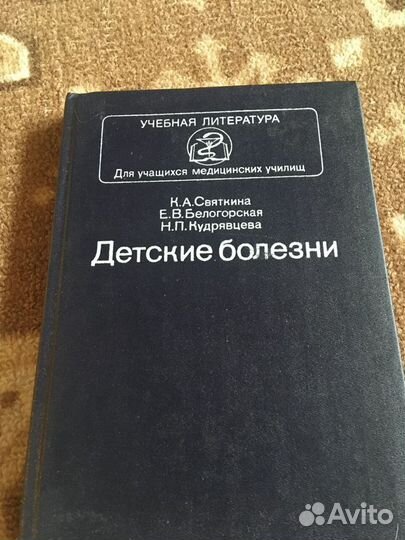 УЧЕБНАЯ ЛИТЕРАТУРА
Для учащихся медицинских училищ
К.А.Святкина
Е.В.Белогорская
Н.П.Кудрявцева
Детские болезни
Avito